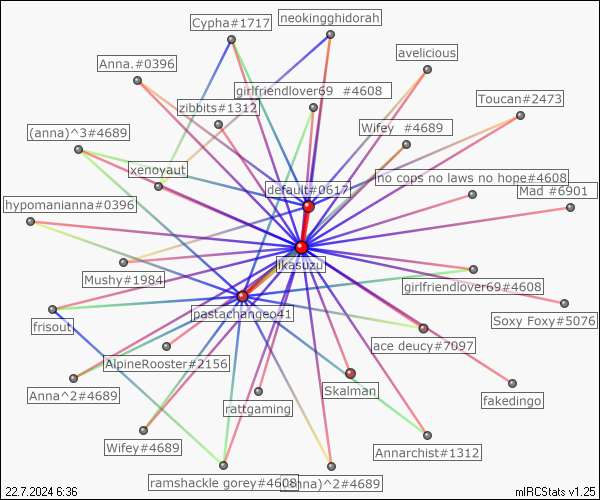 neokingghidorah
Cypha#1717
avelicious
Anna.#0396
girlfriendlover69 #4608
Toucan#2473
zibbits#1312
(anna)^3#4689
Wifey #4689
xenoyaut
no cops no laws no hope#4608
default#0617
Mad #6901
hypomanianna#0396
jikasuzu
Mushy#1984
girlfriendlover69#4608
pastachangeo41
Soxy Foxy#5076
frisout
ace deucy#7097
AlpineRooster#2156
Skalman
Anna^2#4689
fakedingo
rattgaming
Wifey#4689
Annarchist#1312
ramshackle gorey#4608
(anna)^2#4689
22.7.2024 6:36
mIRCStats v1.25